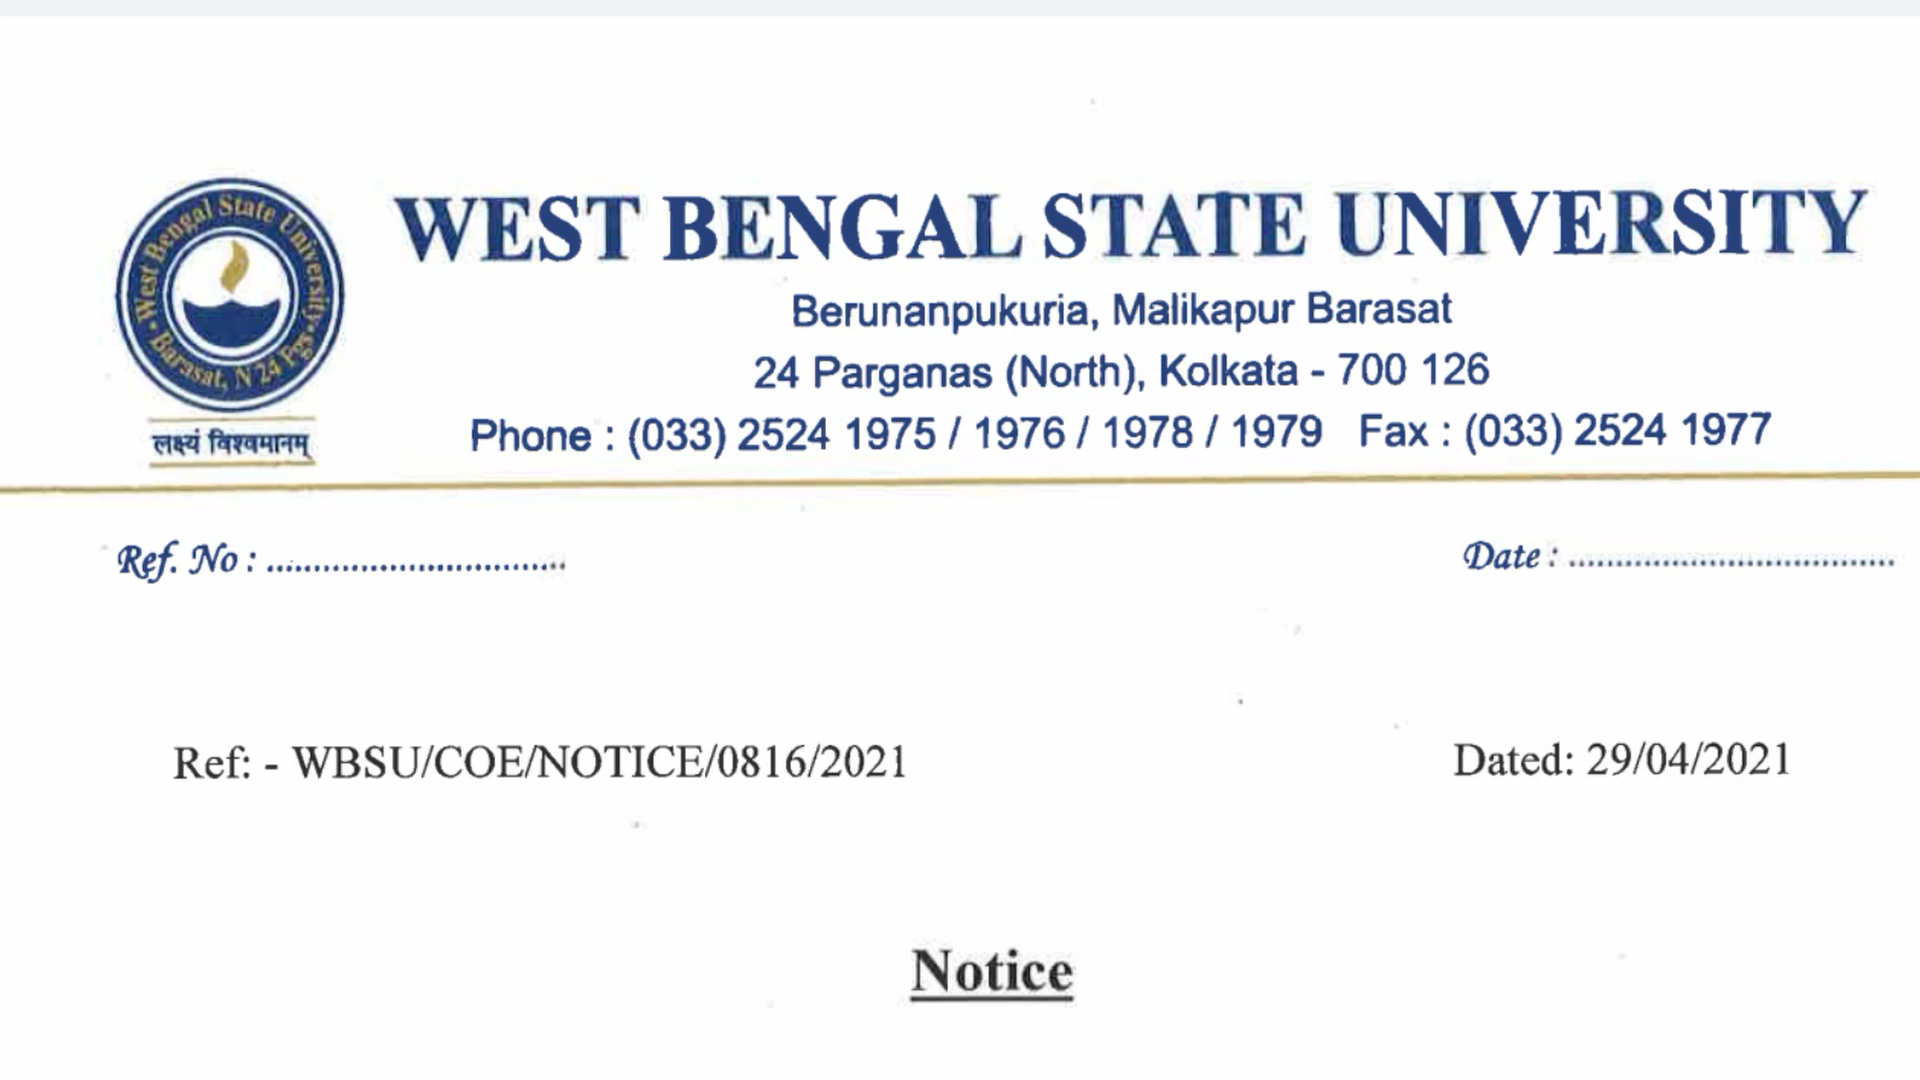 West Bengal State University
Barasat, N 24 Pgs
लक्ष्यं विश्वमानम्
WEST BENGAL STATE UNIVERSITY
Berunanpukuria, Malikapur Barasat
24 Parganas (North), Kolkata - 700 126
Phone : (033) 2524 1975 / 1976 / 1978 / 1979 Fax : (033) 2524 1977
Ref. No : ................................ Date : ...................................
Ref: - WBSU/COE/NOTICE/0816/2021 Dated: 29/04/2021
Notice